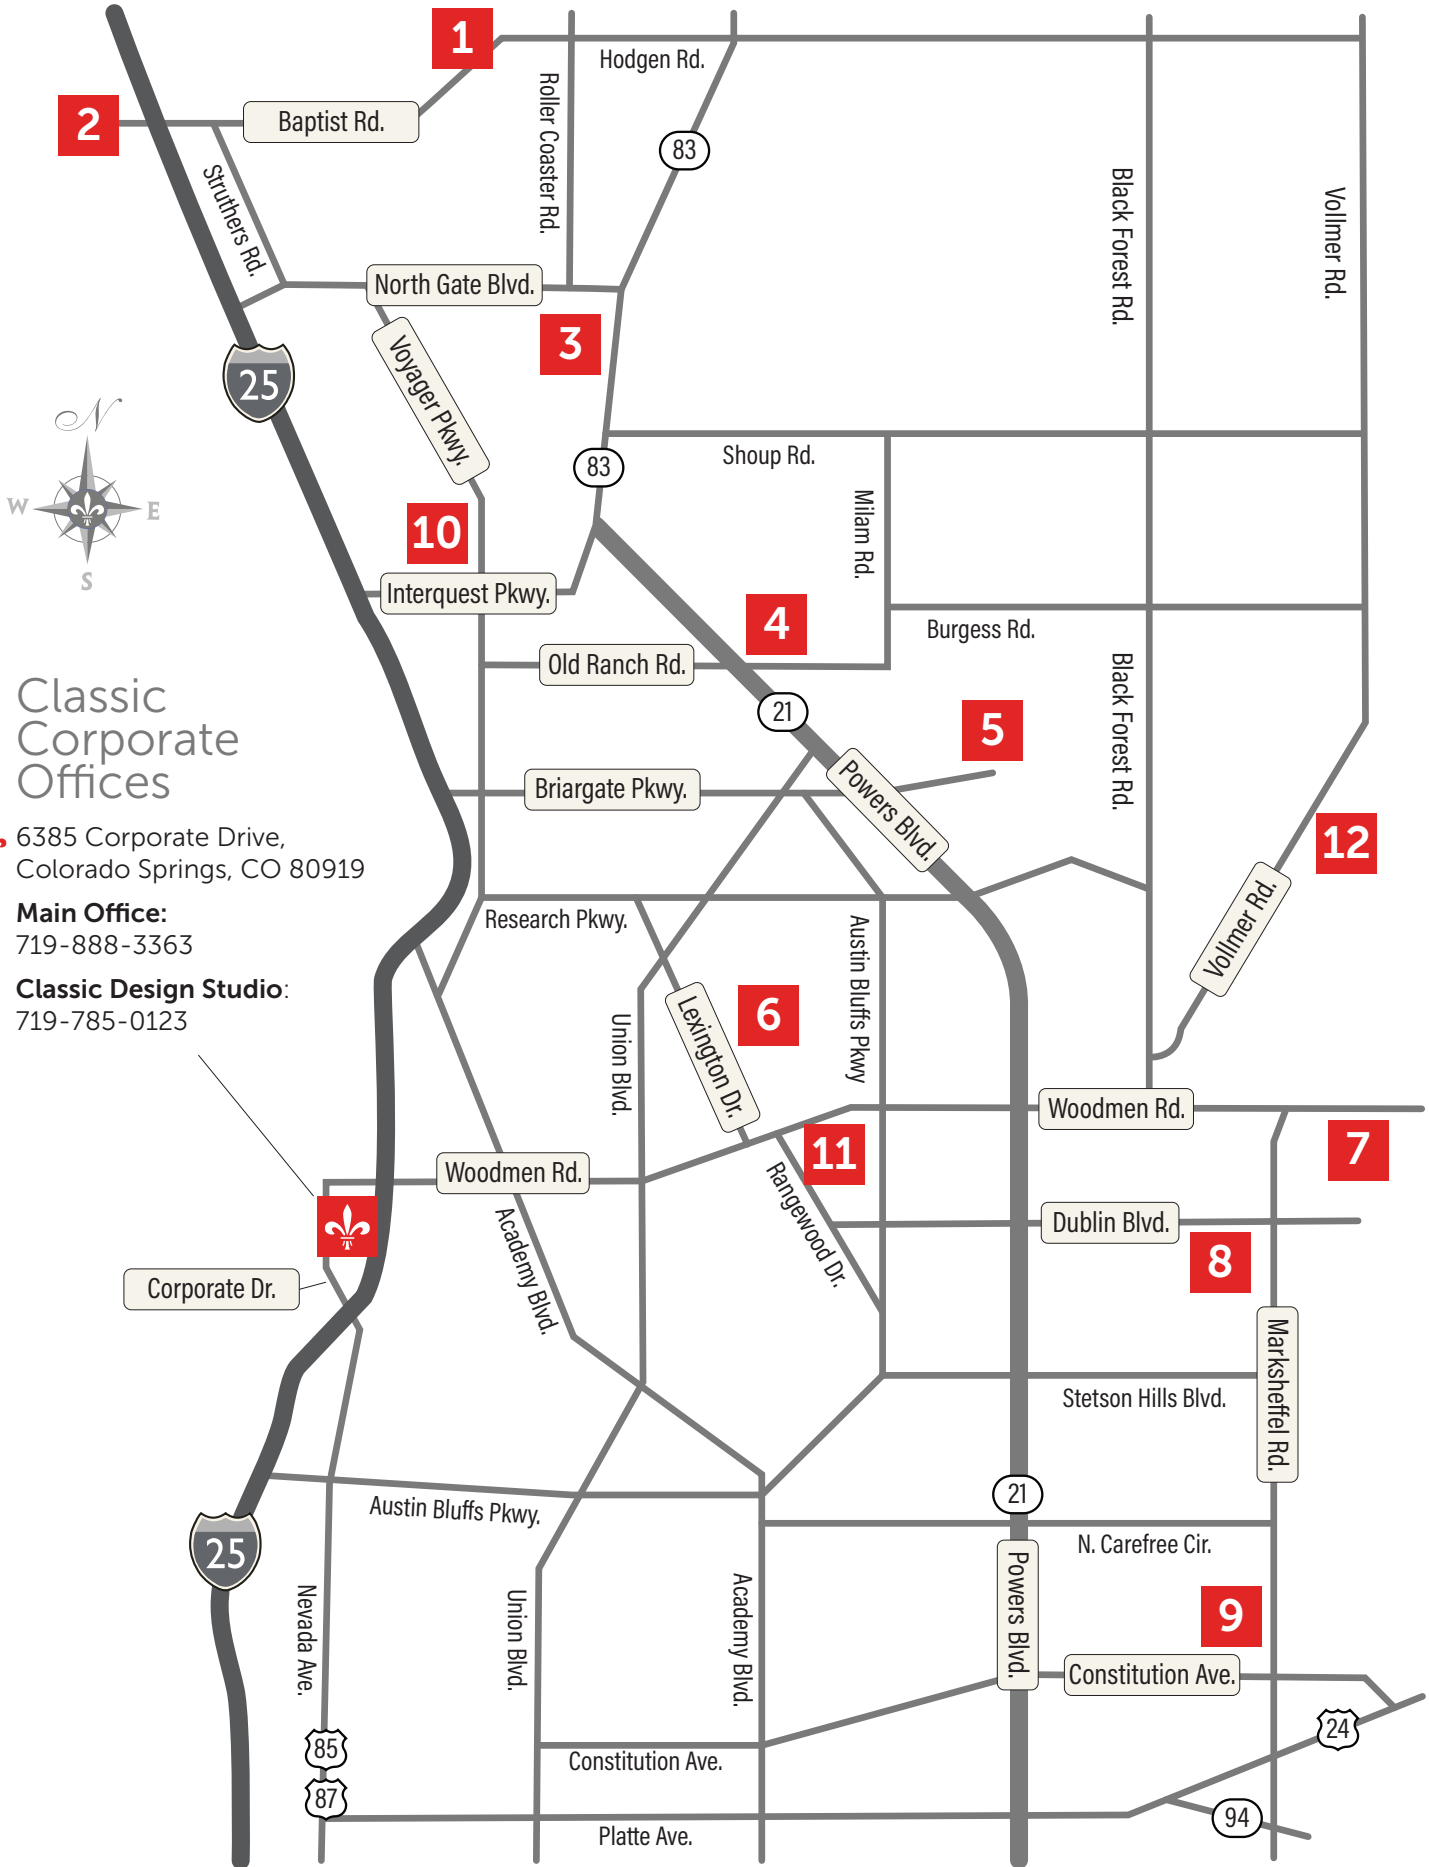 1
Hodgen Rd.
2
Baptist Rd.
Roller Coaster Rd.
83
Struthers Rd.
Black Forest Rd.
Vollmer Rd.
North Gate Blvd.
3
Voyager Pkwy.
25
N
W
E
S
Shoup Rd.
83
10
Milam Rd.
Interquest Pkwy.
4
Burgess Rd.
Old Ranch Rd.
21
5
Black Forest Rd.
Classic
Corporate
Offices
6385 Corporate Drive,
Colorado Springs, CO 80919
Main Office:
719-888-3363
Classic Design Studio:
719-785-0123
Briargate Pkwy.
Powers Blvd.
12
Vollmer Rd.
Research Pkwy.
Austin Bluffs Pkwy
6
Lexington Dr.
Union Blvd.
Woodmen Rd.
7
11
Woodmen Rd.
Rangewood Dr.
Dublin Blvd.
8
Academy Blvd.
Corporate Dr.
Marksheffel Rd.
Stetson Hills Blvd.
21
Austin Bluffs Pkwy.
25
N. Carefree Cir.
Nevada Ave.
Union Blvd.
Academy Blvd.
Powers Blvd.
9
Constitution Ave.
24
85
Constitution Ave.
87
94
Platte Ave.